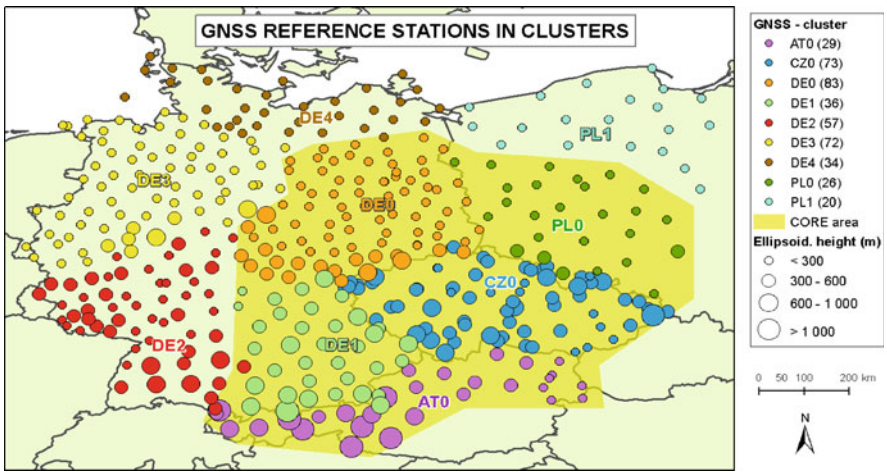 GNSS REFERENCE STATIONS IN CLUSTERS
DE4
PL1
DE3
DE0
PL0
CZ0
DE2
DE1
AT0
GNSS - cluster
AT0 (29)
CZ0 (73)
DE0 (83)
DE1 (36)
DE2 (57)
DE3 (72)
DE4 (34)
PL0 (26)
PL1 (20)
CORE area
Ellipsoid. height (m)
< 300
300 - 600
600 - 1 000
> 1 000
0 50 100 200 km
N